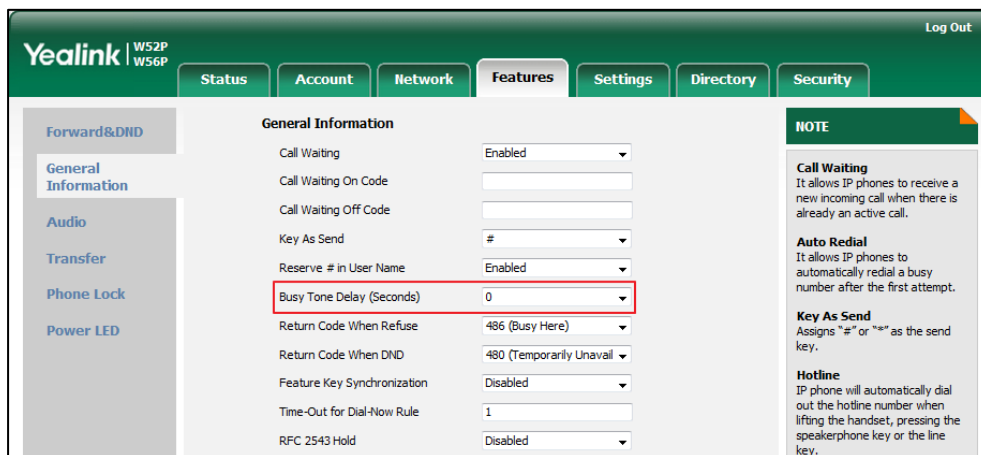 Log Out
Yealink W52P W56P
Status Account Network Features Settings Directory Security
Forward&DND
General
Information
Audio
Transfer
Phone Lock
Power LED
General Information
Call Waiting Enabled
Call Waiting On Code
Call Waiting Off Code
Key As Send #
Reserve # in User Name Enabled
Busy Tone Delay (Seconds) 0
Return Code When Refuse 486 (Busy Here)
Return Code When DND 480 (Temporarily Unavail
Feature Key Synchronization Disabled
Time-Out for Dial-Now Rule 1
RFC 2543 Hold Disabled
NOTE
Call Waiting
It allows IP phones to receive a
new incoming call when there is
already an active call.
Auto Redial
It allows IP phones to
automatically redial a busy
number after the first attempt.
Key As Send
Assigns "#" or "*" as the send
key.
Hotline
IP phone will automatically dial
out the hotline number when
lifting the handset, pressing the
speakerphone key or the line
key.